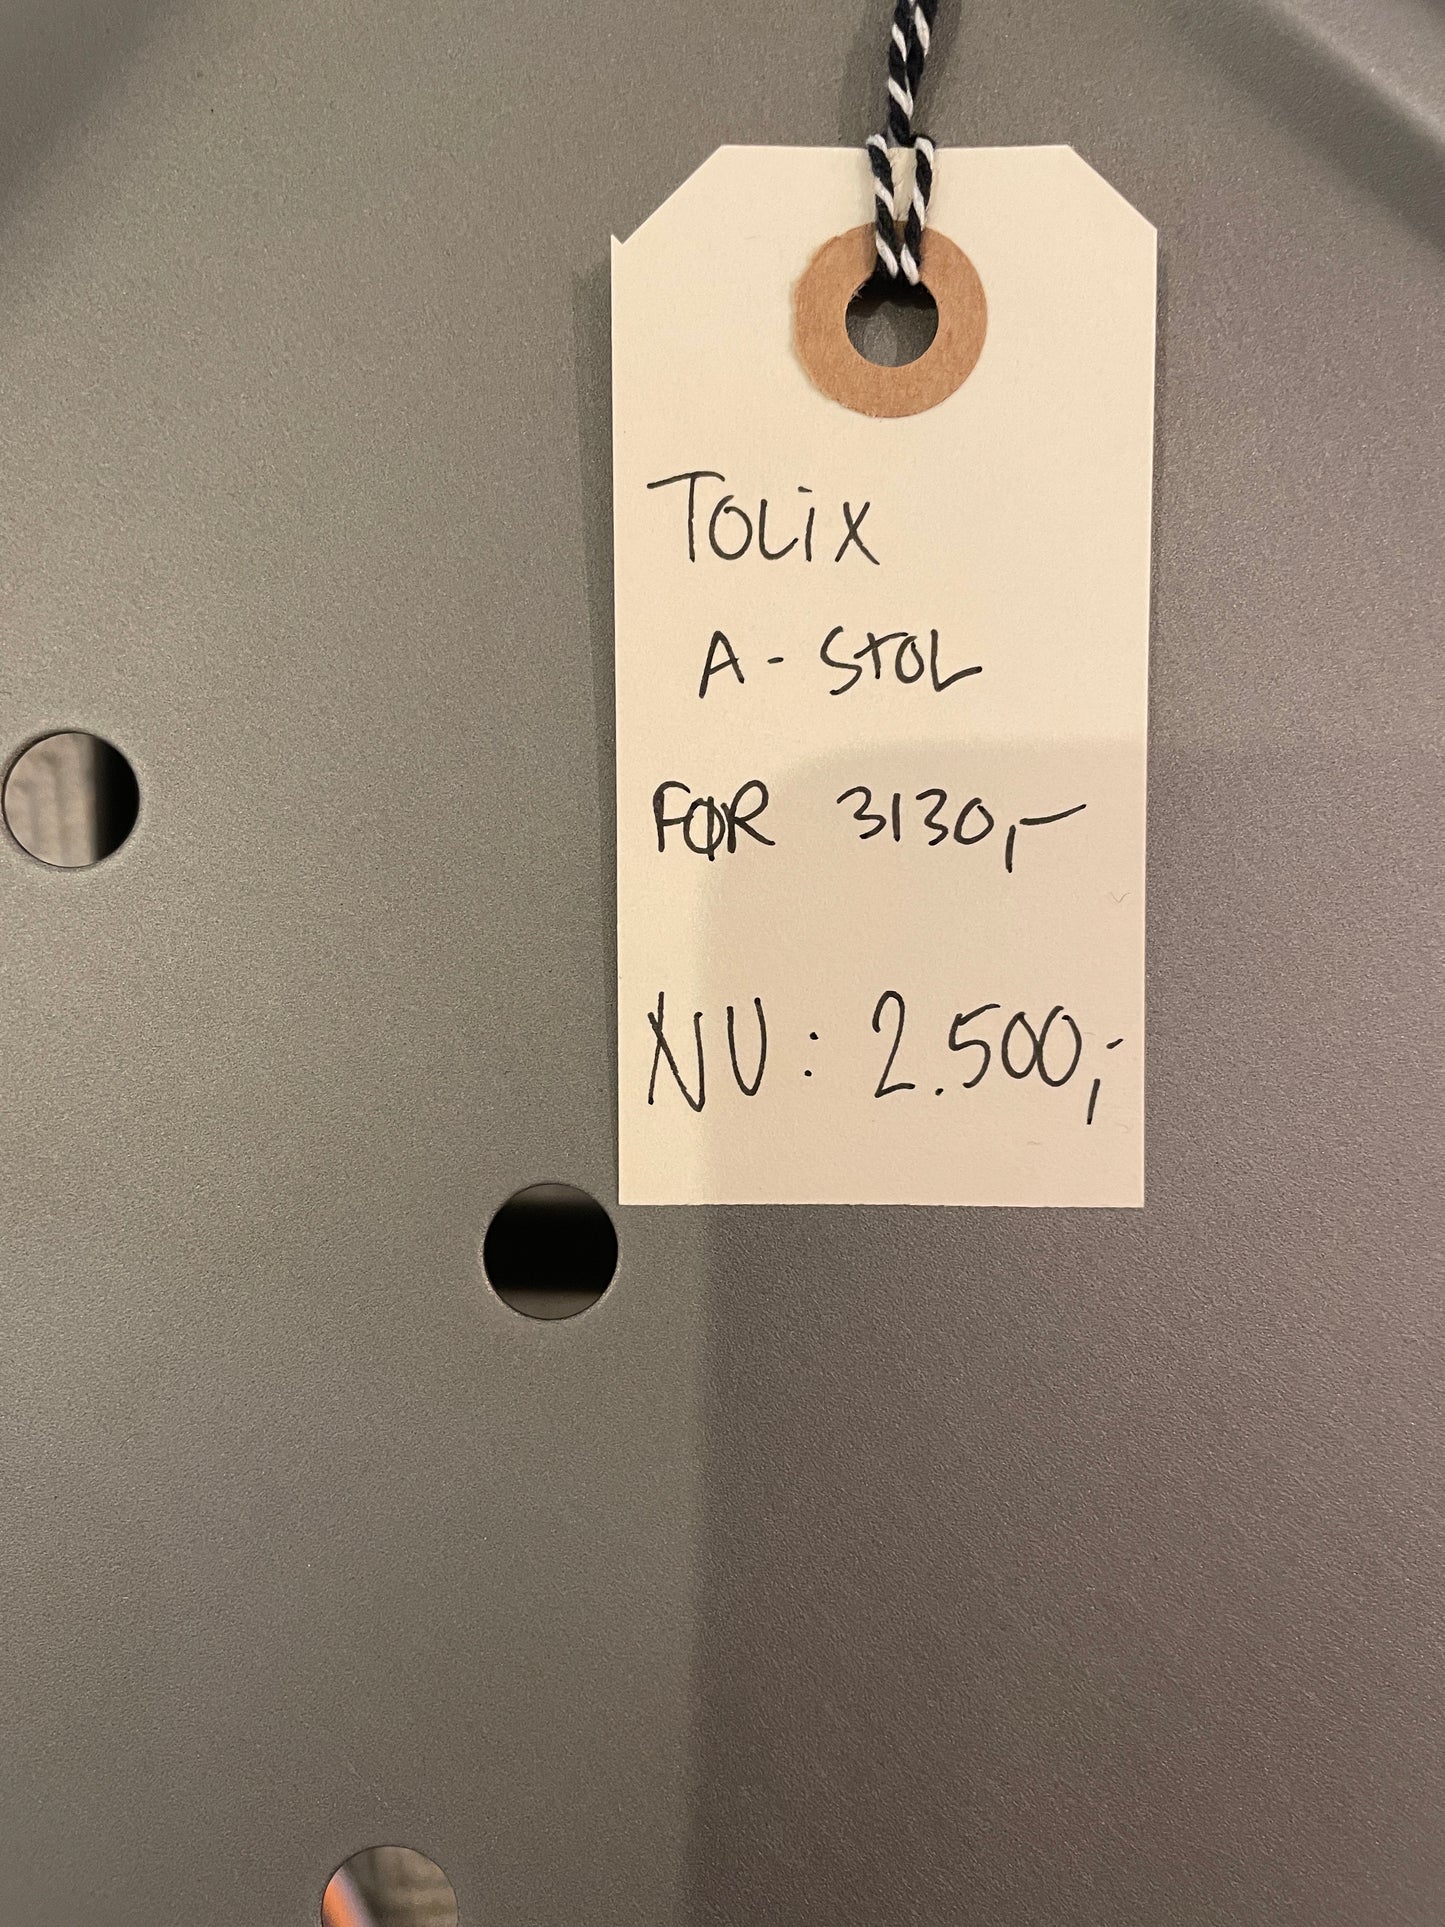 TOLiX
A-STOL
FØR 3130,-
NU: 2.500,-